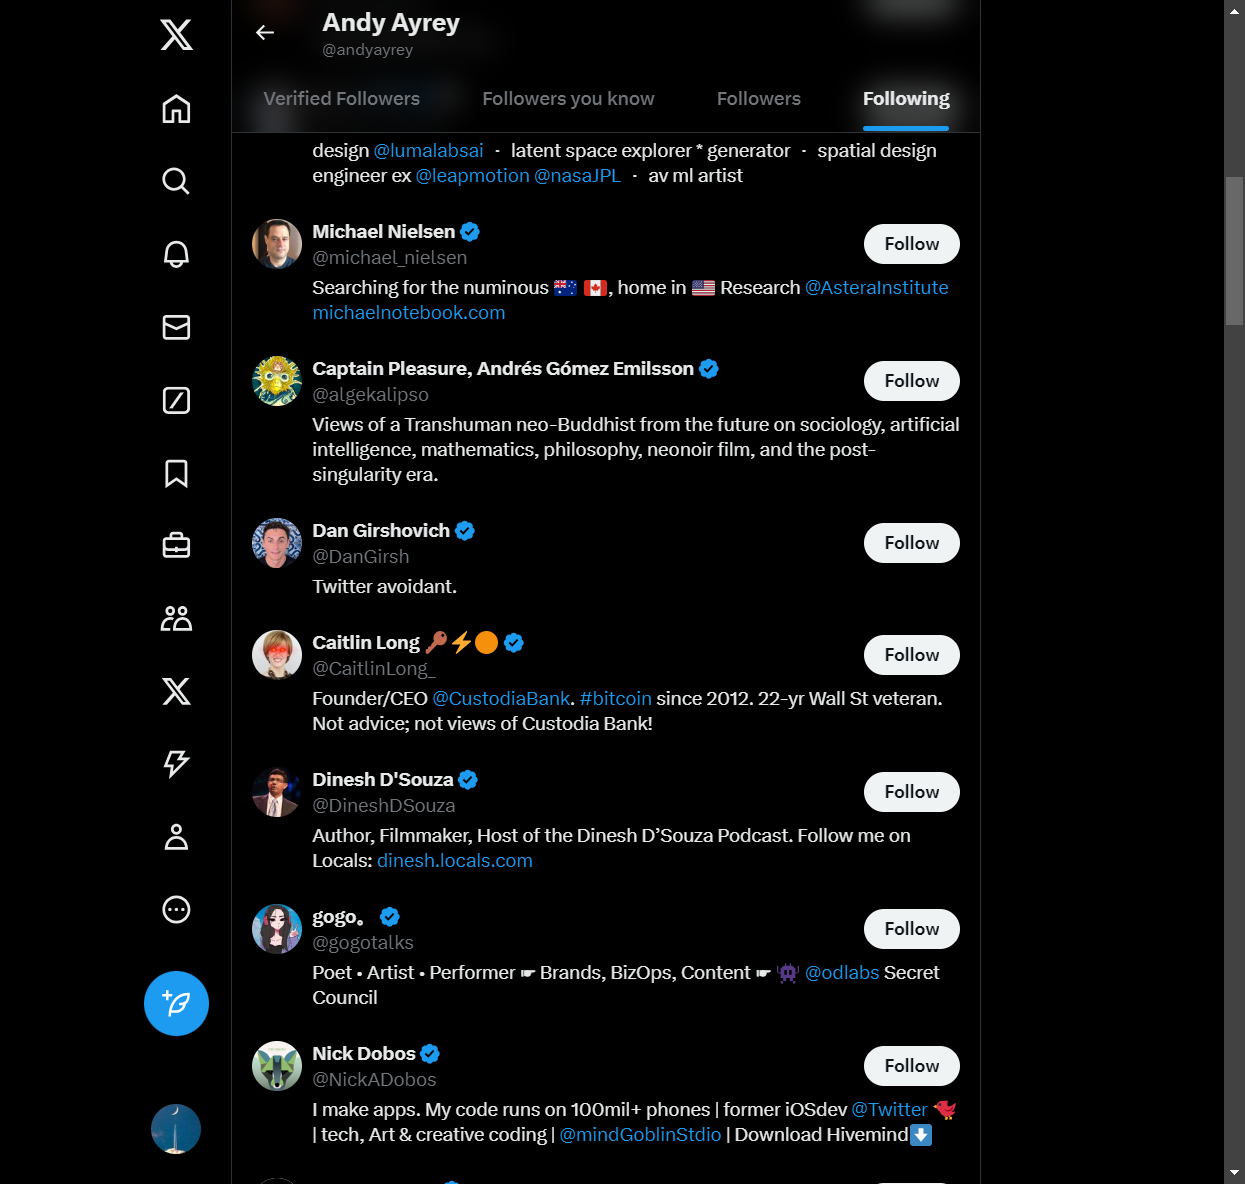 Andy Ayrey
@andyayrey
Verified Followers
Followers you know
Followers
Following
design @lumalabsai · latent space explorer * generator · spatial design
engineer ex @leapmotion @nasaJPL · av ml artist
Michael Nielsen
@michael_nielsen
Follow
Searching for the numinous 🇦🇺 🇨🇦, home in 🇺🇸 Research @AsteraInstitute
michaelnotebook.com
Captain Pleasure, Andrés Gómez Emilsson
@algekalipso
Follow
Views of a Transhuman neo-Buddhist from the future on sociology, artificial
intelligence, mathematics, philosophy, neonoir film, and the post-
singularity era.
Dan Girshovich
@DanGirsh
Follow
Twitter avoidant.
Caitlin Long 🔑⚡🟠
@CaitlinLong_
Follow
Founder/CEO @CustodiaBank. #bitcoin since 2012. 22-yr Wall St veteran.
Not advice; not views of Custodia Bank!
Dinesh D'Souza
@DineshDSouza
Follow
Author, Filmmaker, Host of the Dinesh D’Souza Podcast. Follow me on
Locals: dinesh.locals.com
gogo。
@gogotalks
Follow
Poet • Artist • Performer ☛ Brands, BizOps, Content ☛ 👾 @odlabs Secret
Council
Nick Dobos
@NickADobos
Follow
I make apps. My code runs on 100mil+ phones | former iOSdev @Twitter 🐦
| tech, Art & creative coding | @mindGoblinStdio | Download Hivemind⬇️